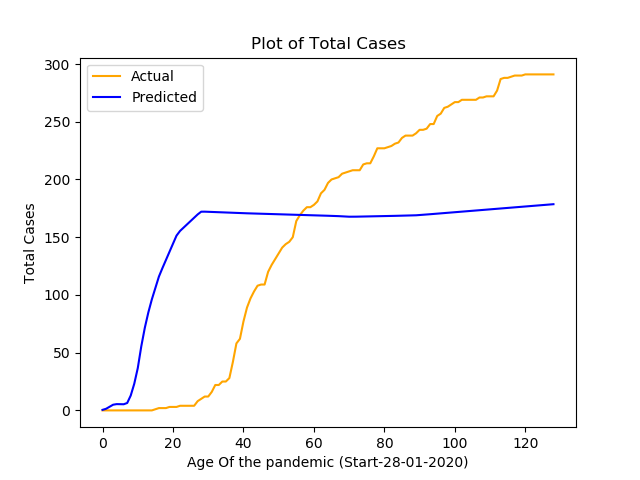 Plot of Total Cases
Actual
Predicted
300
250
200
150
100
50
0
Total Cases
0 20 40 60 80 100 120
Age Of the pandemic (Start-28-01-2020)